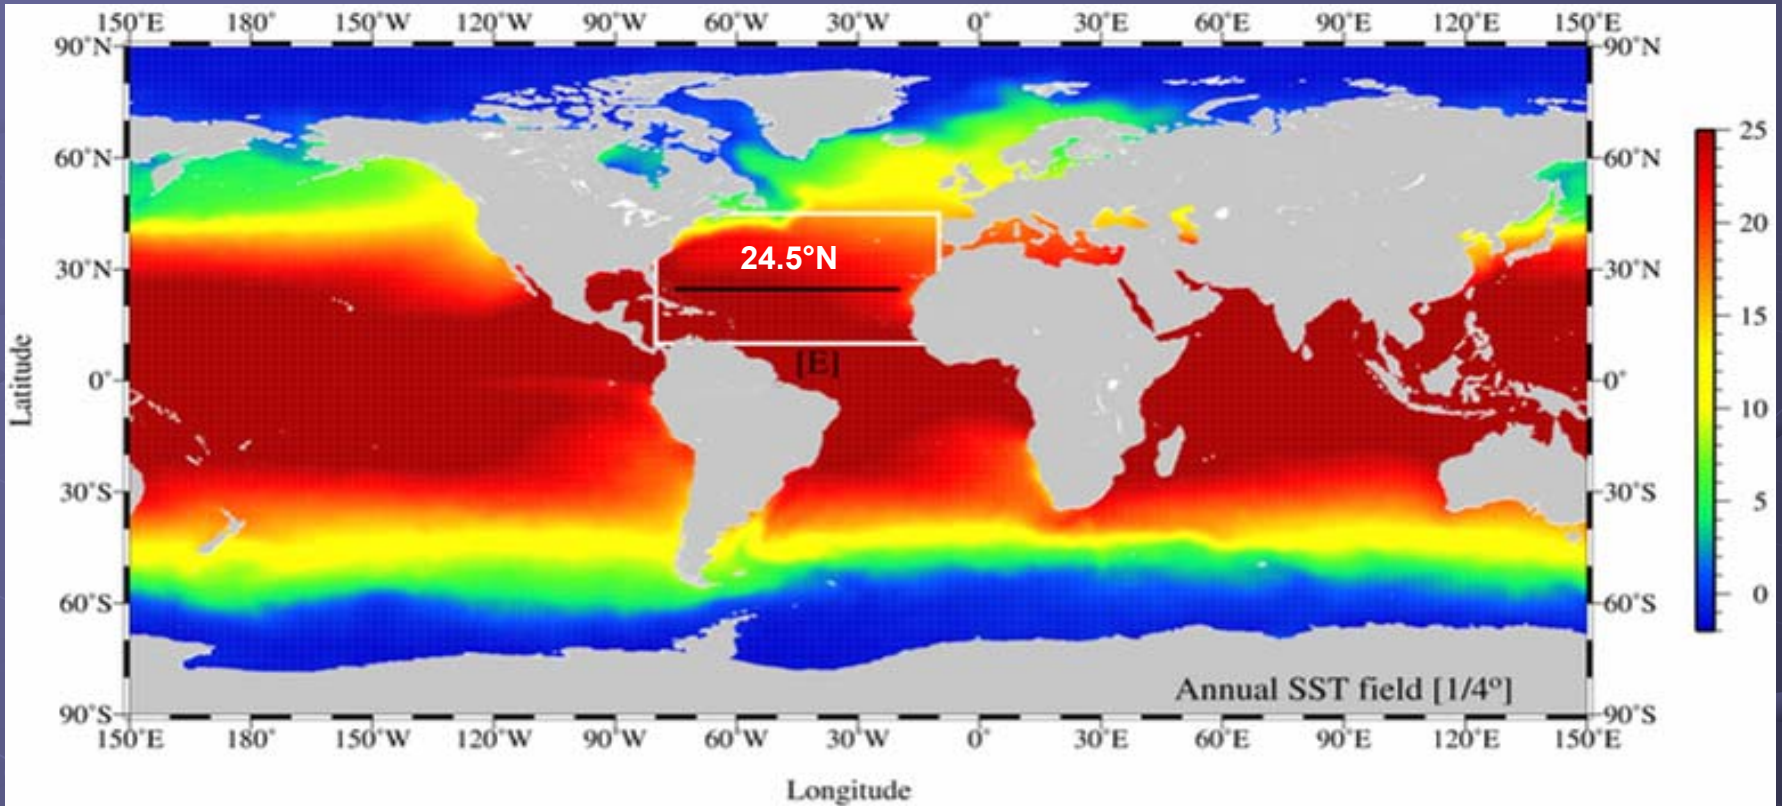 150°E 180° 150°W 120°W 90°W 60°W 30°W 0° 30°E 60°E 90°E 120°E 150°E
90°N 90°N
60°N 60°N
30°N 30°N
0° 0°
30°S 30°S
60°S 60°S
90°S 90°S
Latitude
24.5°N
[E]
Annual SST field [1/4°]
150°E 180° 150°W 120°W 90°W 60°W 30°W 0° 30°E 60°E 90°E 120°E 150°E
Longitude
25
20
15
10
5
0